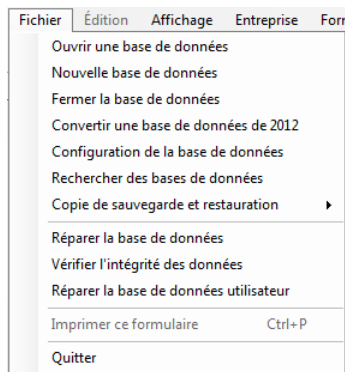 Fichier Édition Affichage Entreprise
Ouvrir une base de données
Nouvelle base de données
Fermer la base de données
Convertir une base de données de 2012
Configuration de la base de données
Rechercher des bases de données
Copie de sauvegarde et restauration
Réparer la base de données
Vérifier l'intégrité des données
Réparer la base de données utilisateur
Imprimer ce formulaire Ctrl+P
Quitter